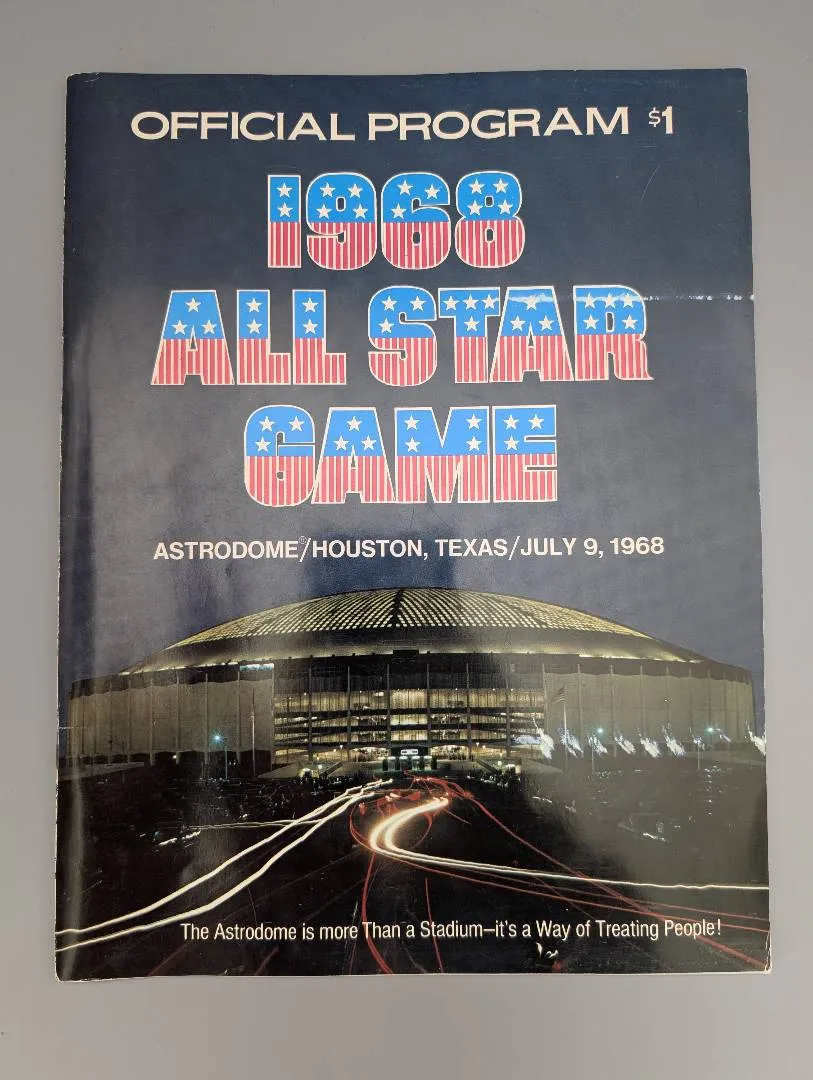 OFFICIAL PROGRAM $1
1968
ALL STAR
GAME
ASTRODOME®/HOUSTON, TEXAS/JULY 9, 1968
The Astrodome is more Than a Stadium—it's a Way of Treating People!